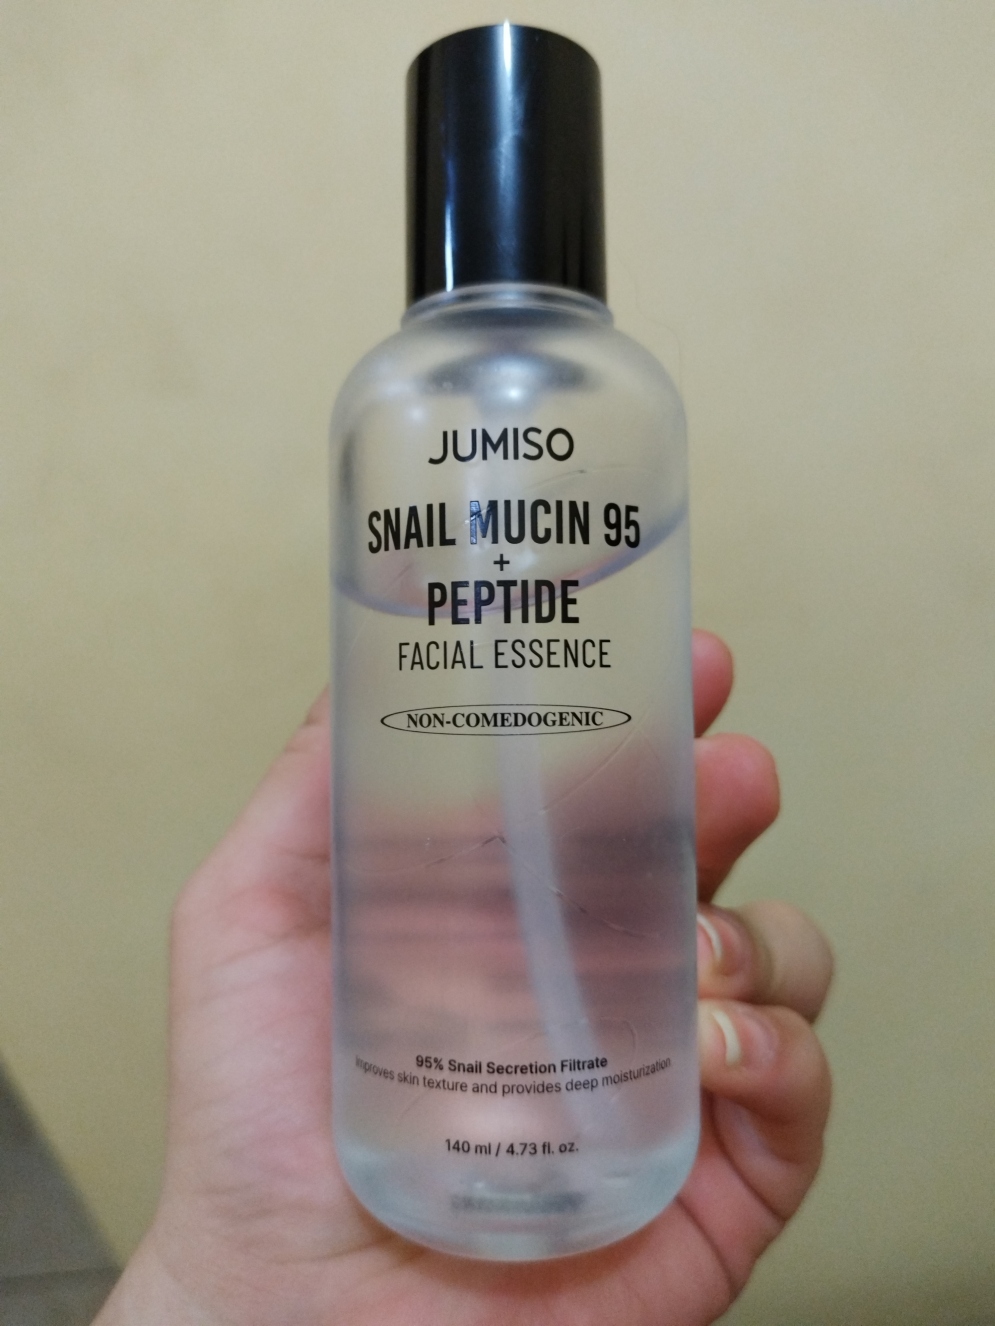 JUMISO
SNAIL MUCIN 95
+
PEPTIDE
FACIAL ESSENCE
NON-COMEDOGENIC
95% Snail Secretion Filtrate
Improves skin texture and provides deep moisturization
140 ml / 4.73 fl. oz.